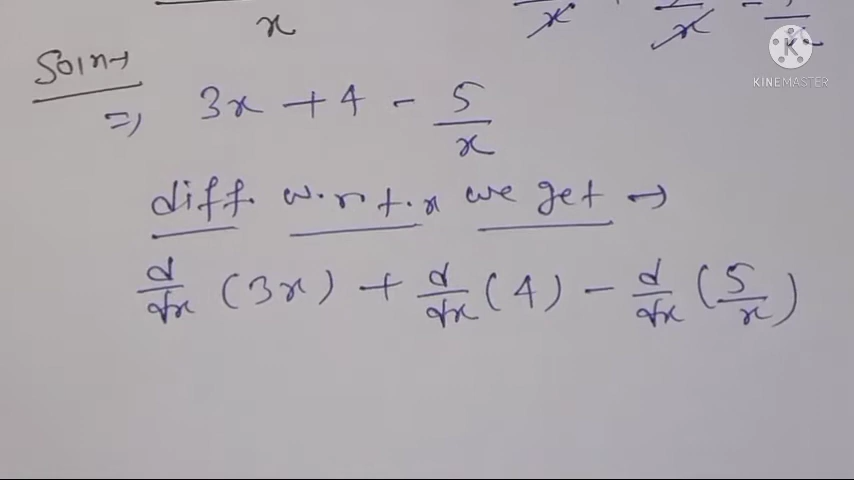 x
Soln→
K
KINEMASTER
=, 3x + 4 - 5/x
diff. w.r.t.x we get →
d/dx (3x) + d/dx (4) - d/dx (5/x)